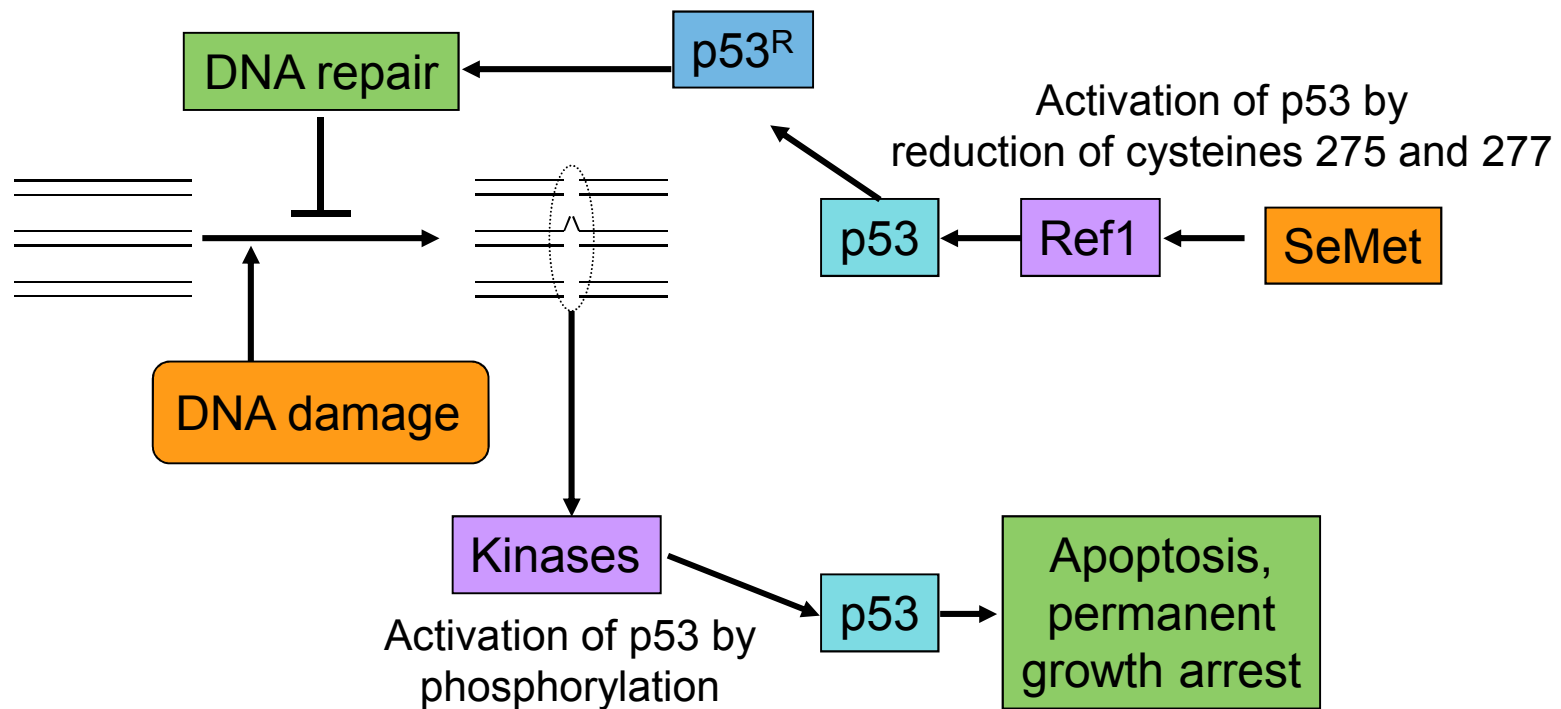 DNA repair
p53ᴿ
Activation of p53 by
reduction of cysteines 275 and 277
p53
Ref1
SeMet
DNA damage
Kinases
Activation of p53 by
phosphorylation
p53
Apoptosis,
permanent
growth arrest